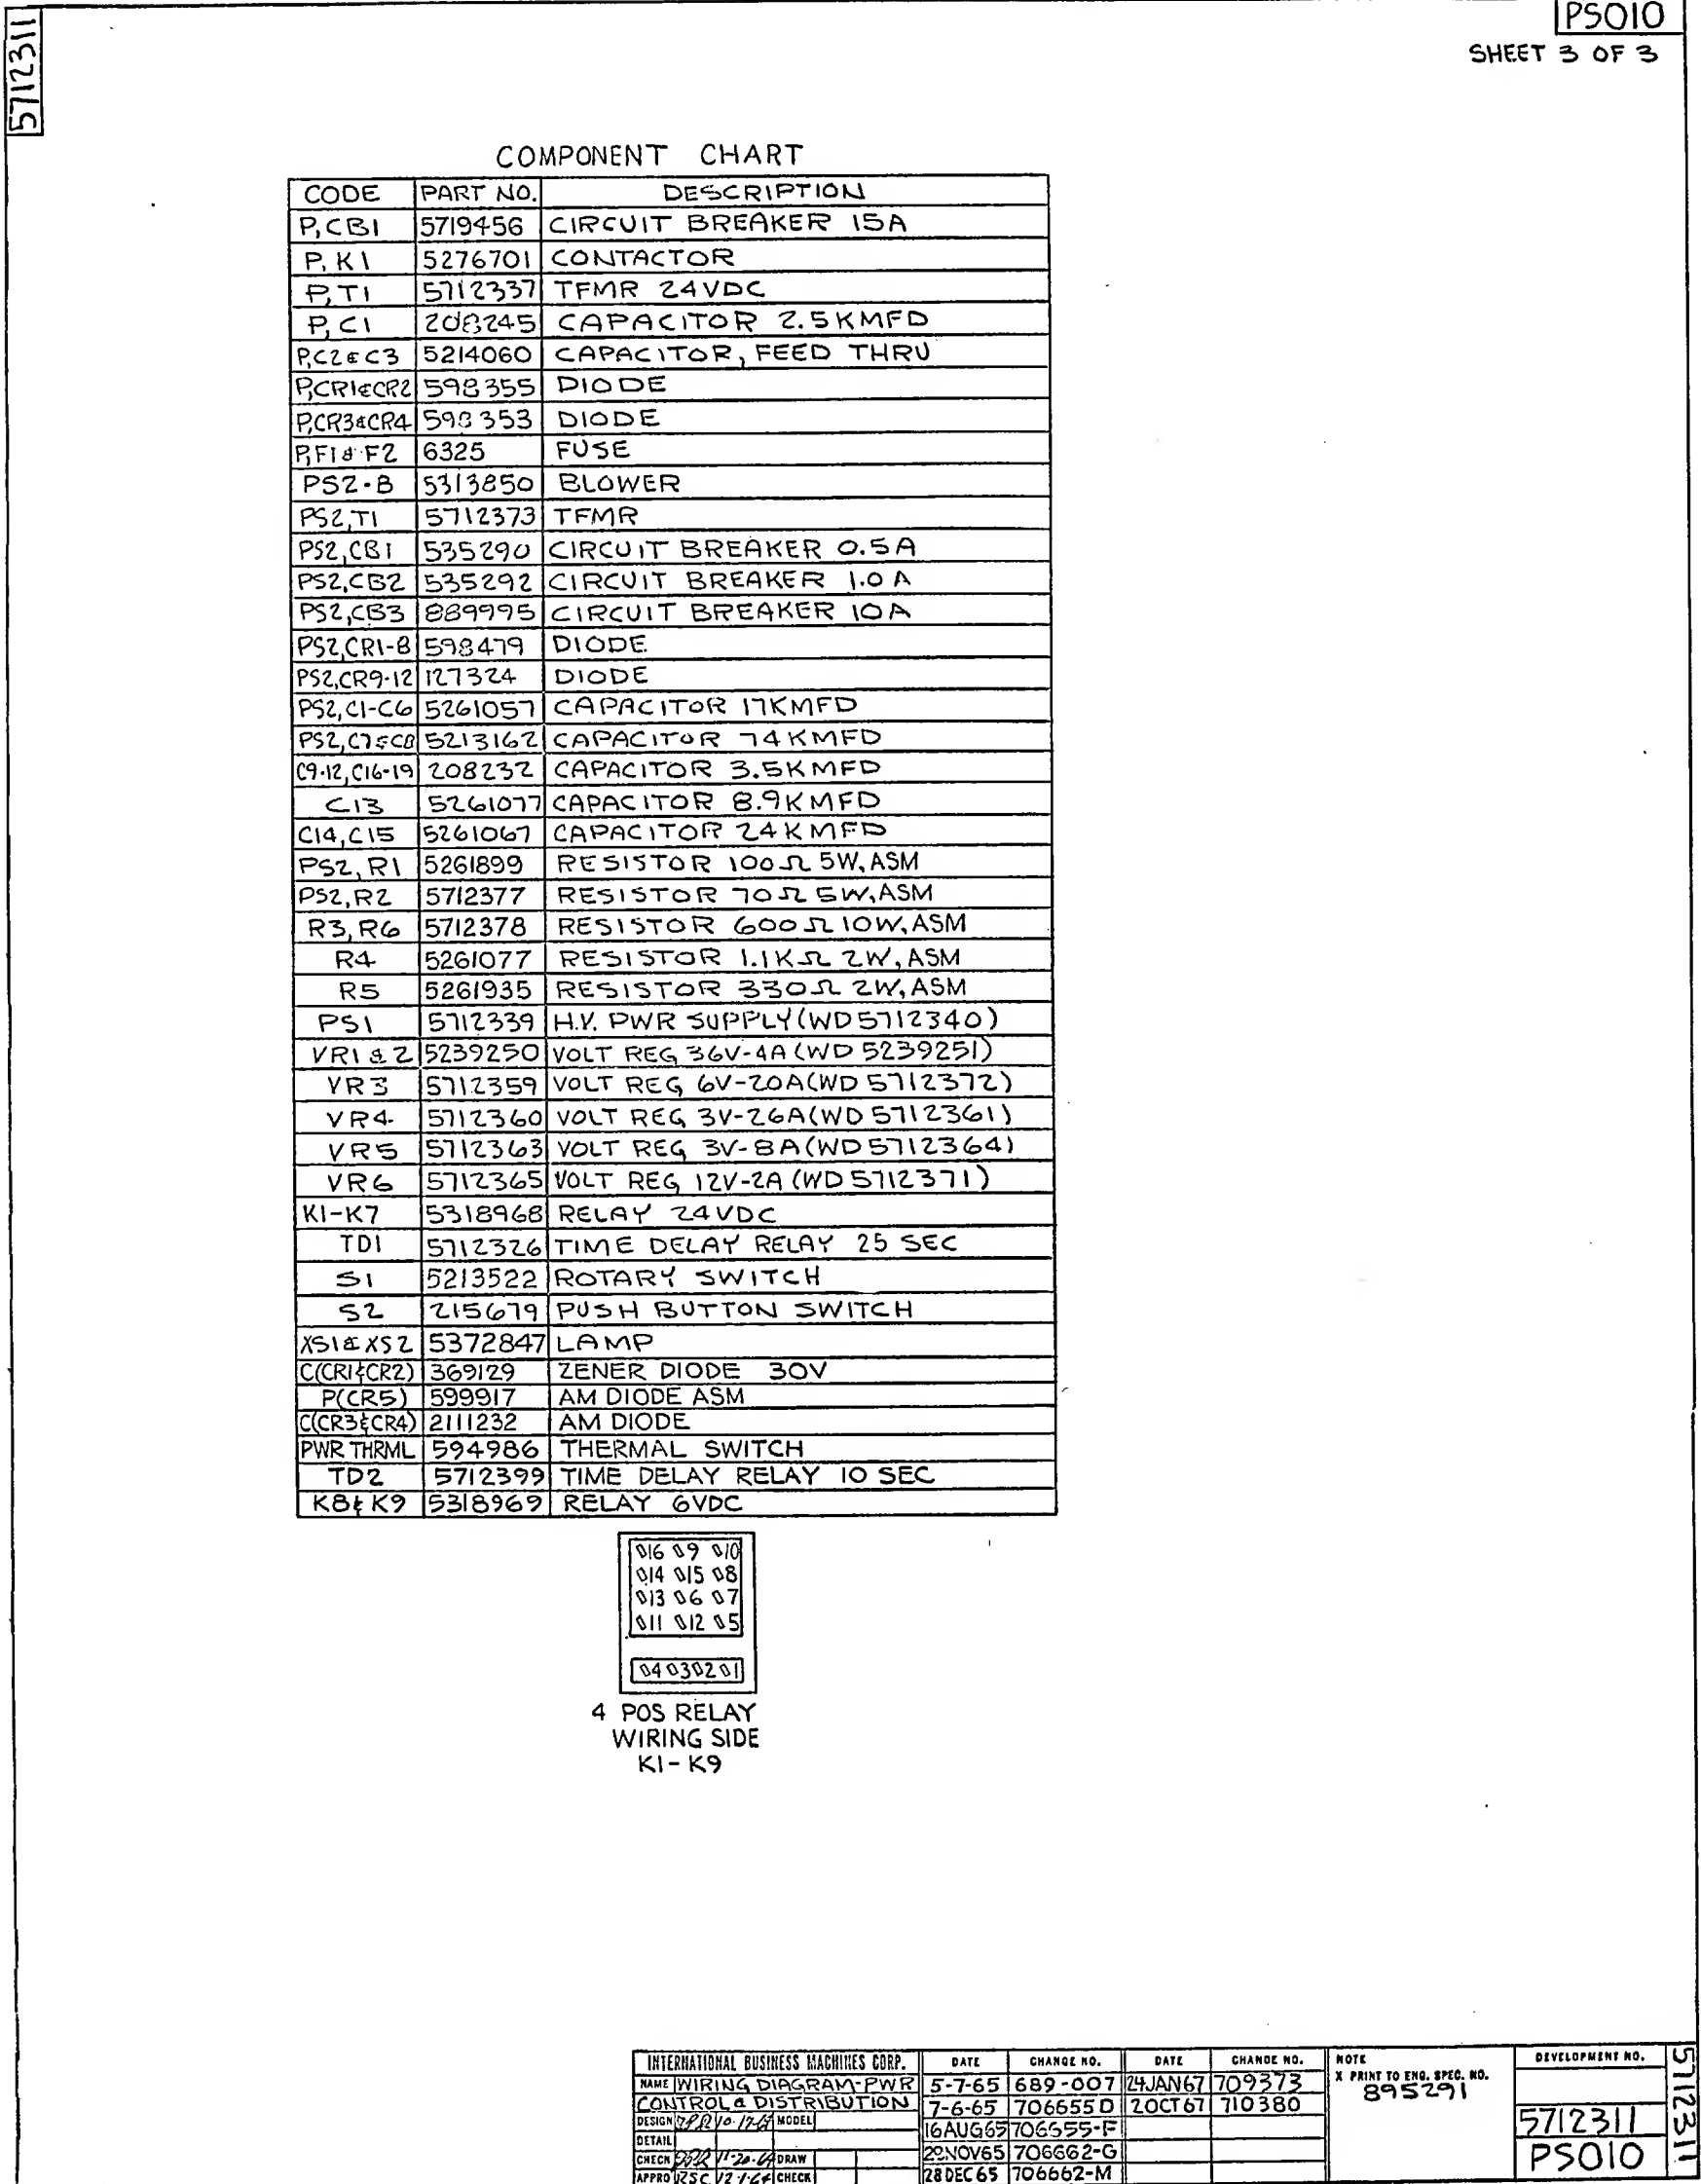 PS010
SHEET 3 OF 3
5712311
COMPONENT CHART
CODE PART NO. DESCRIPTION
P,CB1 5719456 CIRCUIT BREAKER 15A
P,K1 5276701 CONTACTOR
P,T1 5712337 TFMR 24VDC
P,C1 208245 CAPACITOR 2.5KMFD
P,C2&C3 5214060 CAPACITOR, FEED THRU
P,CR1&CR2 598355 DIODE
P,CR3&CR4 598353 DIODE
P,F1&F2 6325 FUSE
PS2-B 5313850 BLOWER
PS2,T1 5712373 TFMR
PS2,CB1 535290 CIRCUIT BREAKER 0.5A
PS2,CB2 535292 CIRCUIT BREAKER 1.0A
PS2,CB3 889995 CIRCUIT BREAKER 10A
PS2,CR1-8 598479 DIODE
PS2,CR9-12 127324 DIODE
PS2,C1-C6 5261057 CAPACITOR 17KMFD
PS2,C7&C8 5213162 CAPACITOR 74KMFD
C9-12,C16-19 208232 CAPACITOR 3.5KMFD
C13 5261077 CAPACITOR 8.9KMFD
C14,C15 5261067 CAPACITOR 24KMFD
PS2,R1 5261899 RESISTOR 100Ω 5W,ASM
PS2,R2 5712377 RESISTOR 70Ω 5W,ASM
R3,R6 5712378 RESISTOR 600Ω 10W,ASM
R4 5261077 RESISTOR 1.1KΩ 2W,ASM
R5 5261935 RESISTOR 330Ω 2W,ASM
PS1 5712339 H.V. PWR SUPPLY(WD5712340)
VR1&2 5239250 VOLT REG 36V-4A(WD 5239251)
VR3 5712359 VOLT REG 6V-20A(WD 5712372)
VR4 5712360 VOLT REG 3V-26A(WD 5712361)
VR5 5712363 VOLT REG 3V-8A(WD 5712364)
VR6 5712365 VOLT REG 12V-2A(WD 5712371)
K1-K7 5318968 RELAY 24VDC
TD1 5712326 TIME DELAY RELAY 25 SEC
S1 5213522 ROTARY SWITCH
S2 215679 PUSH BUTTON SWITCH
XS1&XS2 5372847 LAMP
C(CR1&CR2) 369129 ZENER DIODE 30V
P(CR5) 599917 AM DIODE ASM
C(CR3&CR4) 2111232 AM DIODE
PWR THRML 594986 THERMAL SWITCH
TD2 5712399 TIME DELAY RELAY 10 SEC
K8&K9 5318969 RELAY 6VDC
16 9 10
14 15 8
13 6 7
11 12 5
4 3 2 1
4 POS RELAY
WIRING SIDE
K1-K9
INTERNATIONAL BUSINESS MACHINES CORP. DATE CHANGE NO. DATE CHANGE NO. NOTE DEVELOPMENT NO.
NAME WIRING DIAGRAM-PWR 5-7-65 689-007 24JAN67 709373 X PRINT TO ENG. SPEC. NO.
895291
CONTROL & DISTRIBUTION 7-6-65 706655D 2OCT67 710380
DESIGN MODEL 16AUG65 706655-F 5712311
DETAIL
CHECK 11-20-64 DRAW 706662-G PS010
APPRO RSC 12-1-64 CHECK 28DEC65 706662-M
5712311